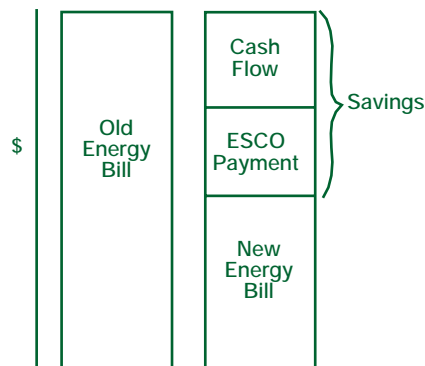 $
Old
Energy
Bill
Cash
Flow
ESCO
Payment
New
Energy
Bill
Savings